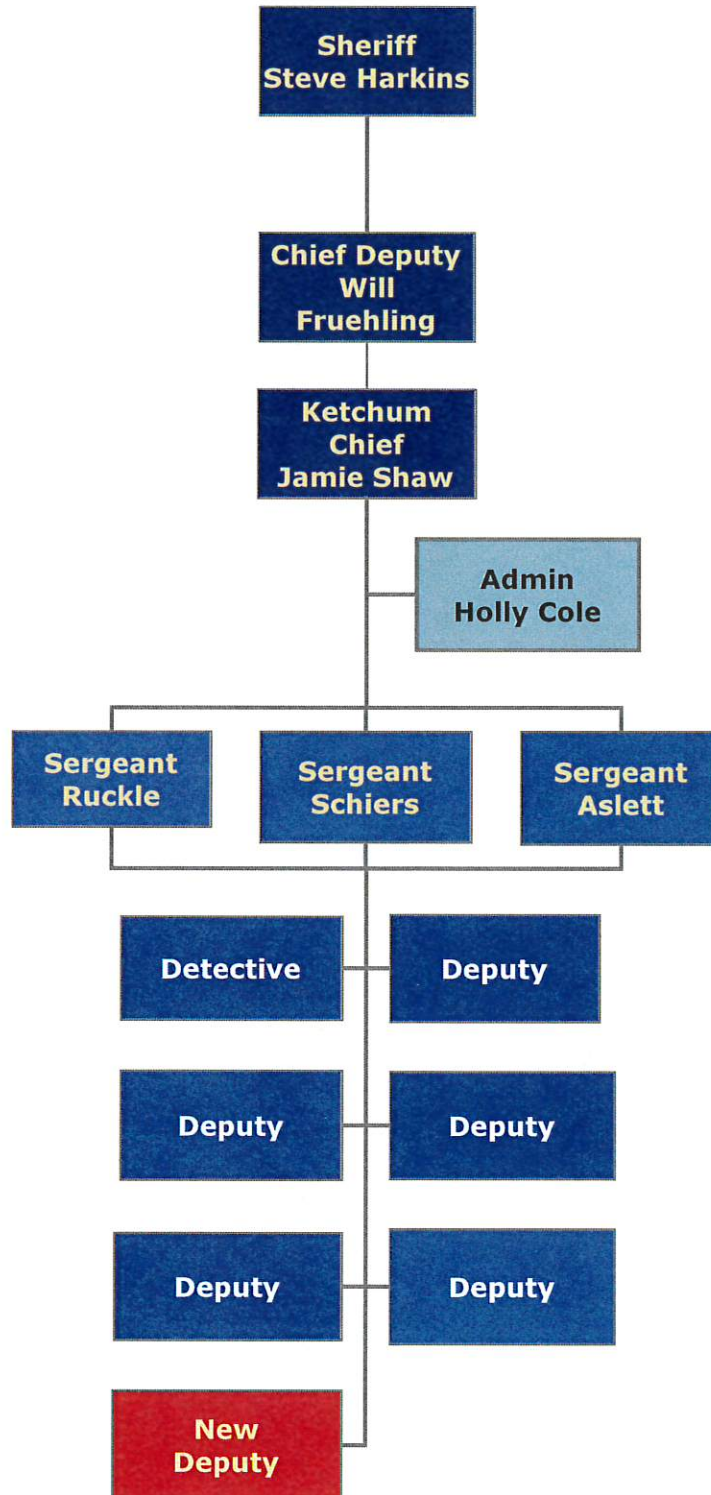 Sheriff
Steve Harkins
Chief Deputy
Will
Fruehling
Ketchum
Chief
Jamie Shaw
Admin
Holly Cole
Sergeant
Ruckle
Sergeant
Schiers
Sergeant
Aslett
Detective
Deputy
Deputy
Deputy
Deputy
Deputy
New
Deputy